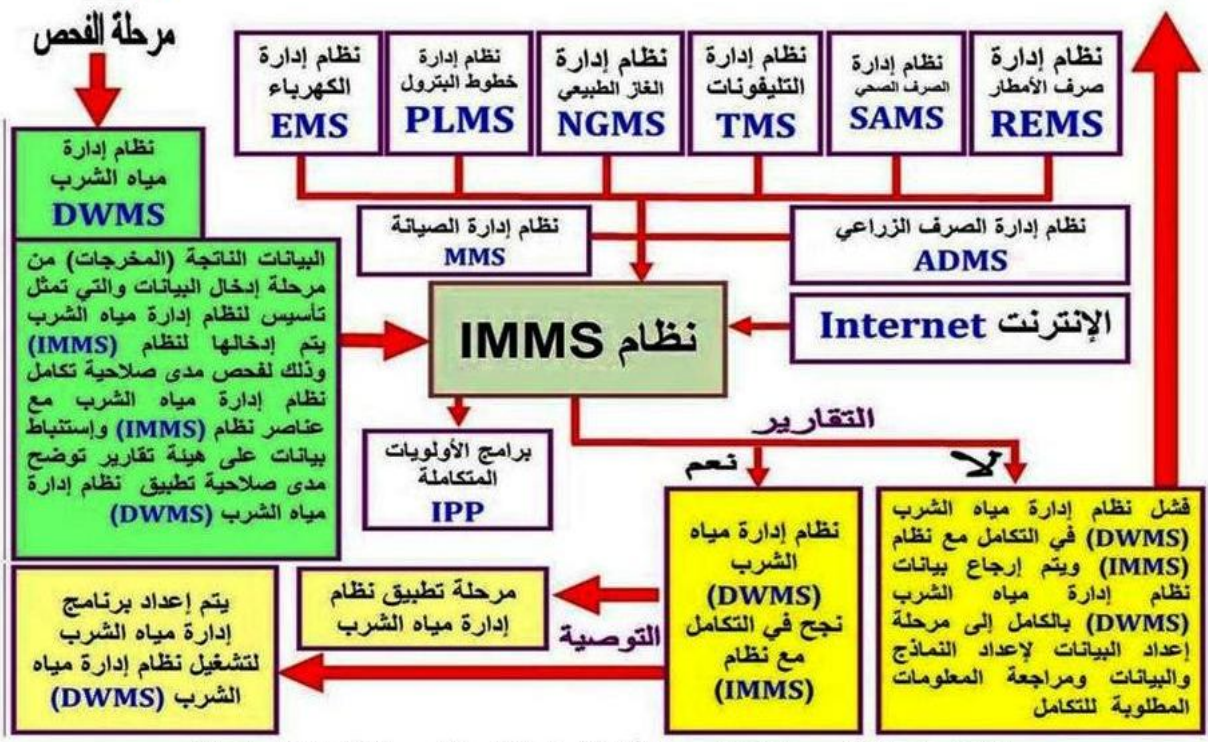 مرحلة الفحص
نظام إدارة
مياه الشرب
DWMS
نظام إدارة
الكهرباء
EMS
نظام إدارة
خطوط البترول
PLMS
نظام إدارة
الغاز الطبيعي
NGMS
نظام إدارة
التليفونات
TMS
نظام إدارة
الصرف الصحي
SAMS
نظام إدارة
صرف الأمطار
REMS
نظام إدارة الصيانة
MMS
نظام إدارة الصرف الزراعي
ADMS
الإنترنت Internet
نظام IMMS
البيانات الناتجة (المخرجات) من
مرحلة إدخال البيانات والتي تمثل
تأسيس لنظام إدارة مياه الشرب
يتم إدخالها لنظام (IMMS)
وذلك لفحص مدى صلاحية تكامل
نظام إدارة مياه الشرب مع
عناصر نظام (IMMS) وإستنباط
بيانات على هيئة تقارير توضح
مدى صلاحية تطبيق نظام إدارة
مياه الشرب (DWMS)
برامج الأولويات
المتكاملة
IPP
التقارير
نعم
لا
نظام إدارة مياه
الشرب
(DWMS)
نجح في التكامل
مع نظام
(IMMS)
فشل نظام إدارة مياه الشرب
(DWMS) في التكامل مع نظام
(IMMS) ويتم إرجاع بيانات
نظام إدارة مياه الشرب
(DWMS) بالكامل إلى مرحلة
إعداد البيانات لإعداد النماذج
والبيانات ومراجعة المعلومات
المطلوبة للتكامل
مرحلة تطبيق نظام
إدارة مياه الشرب
التوصية
يتم إعداد برنامج
إدارة مياه الشرب
لتشغيل نظام إدارة مياه
الشرب (DWMS)